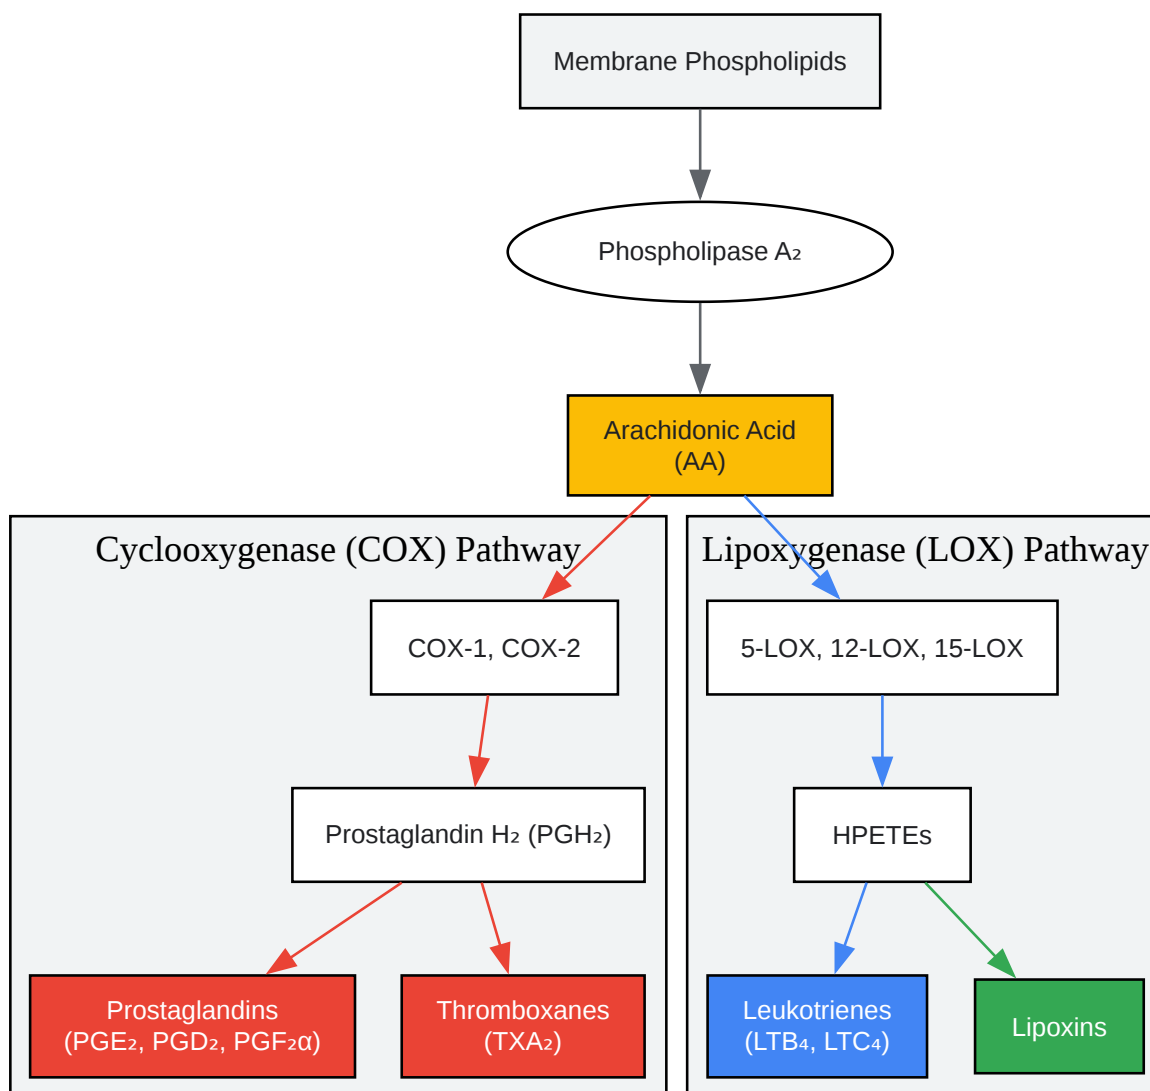 Membrane Phospholipids
Phospholipase A₂
Arachidonic Acid
(AA)
Cyclooxygenase (COX) Pathway
Lipoxygenase (LOX) Pathway
COX-1, COX-2
5-LOX, 12-LOX, 15-LOX
Prostaglandin H₂ (PGH₂)
HPETEs
Prostaglandins
(PGE₂, PGD₂, PGF₂α)
Thromboxanes
(TXA₂)
Leukotrienes
(LTB₄, LTC₄)
Lipoxins